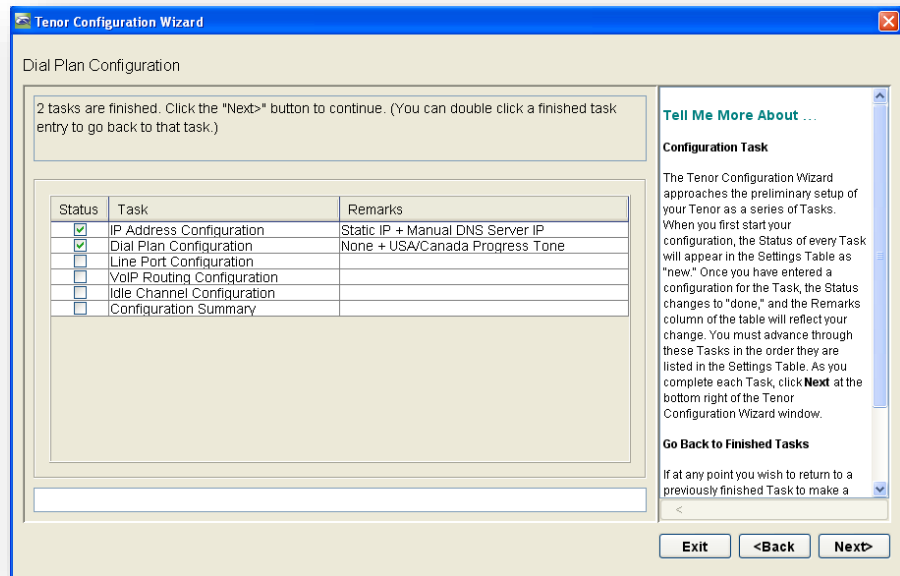 Tenor Configuration Wizard
Dial Plan Configuration
2 tasks are finished. Click the "Next>" button to continue. (You can double click a finished task
entry to go back to that task.)
Status Task Remarks
IP Address Configuration Static IP + Manual DNS Server IP
Dial Plan Configuration None + USA/Canada Progress Tone
Line Port Configuration
VoIP Routing Configuration
Idle Channel Configuration
Configuration Summary
Tell Me More About ...
Configuration Task
The Tenor Configuration Wizard
approaches the preliminary setup of
your Tenor as a series of Tasks.
When you first start your
configuration, the Status of every Task
will appear in the Settings Table as
"new." Once you have entered a
configuration for the Task, the Status
changes to "done," and the Remarks
column of the table will reflect your
change. You must advance through
these Tasks in the order they are
listed in the Settings Table. As you
complete each Task, click Next at the
bottom right of the Tenor
Configuration Wizard window.
Go Back to Finished Tasks
If at any point you wish to return to a
previously finished Task to make a
<
Exit <Back Next>